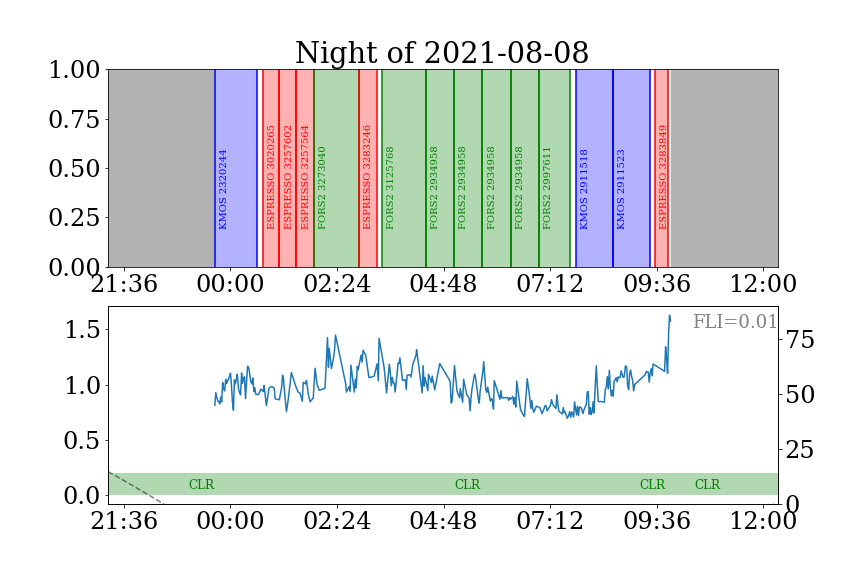 Night of 2021-08-08
1.00
0.75
0.50
0.25
0.00
KMOS 2320244
ESPRESSO 3020265
ESPRESSO 3257602
ESPRESSO 3257564
FORS2 3273040
ESPRESSO 3283246
FORS2 3125768
FORS2 2934958
FORS2 2934958
FORS2 2934958
FORS2 2934958
FORS2 2997611
KMOS 2911518
KMOS 2911523
ESPRESSO 3283849
21:36 00:00 02:24 04:48 07:12 09:36 12:00
FLI=0.01
1.5
1.0
0.5
0.0
75
50
25
0
CLR CLR CLR CLR
21:36 00:00 02:24 04:48 07:12 09:36 12:00